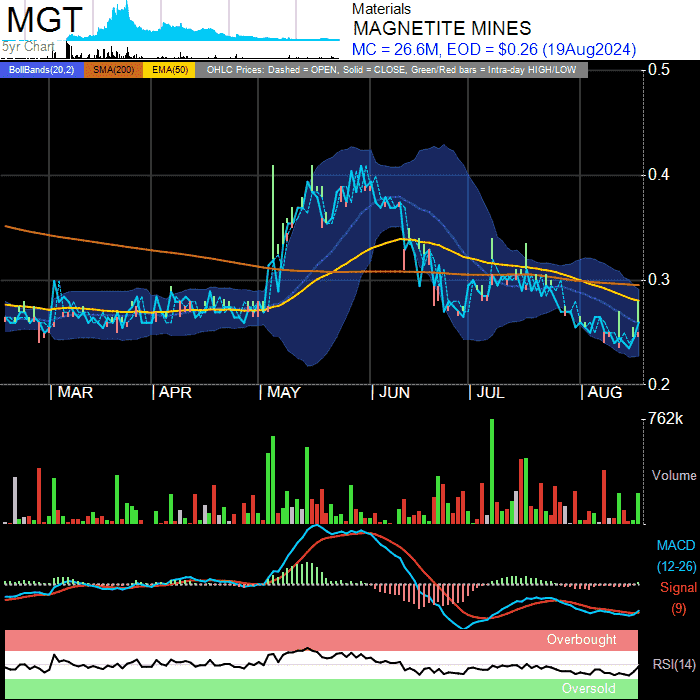 MGT
5yr Chart
Materials
MAGNETITE MINES
MC = 26.6M, EOD = $0.26 (19Aug2024)
BollBands(20,2) SMA(200) EMA(50) OHLC Prices: Dashed = OPEN, Solid = CLOSE, Green/Red bars = Intra-day HIGH/LOW
0.5
0.4
0.3
0.2
MAR APR MAY JUN JUL AUG
762k
Volume
MACD
(12-26)
Signal
(9)
Overbought
RSI(14)
Oversold